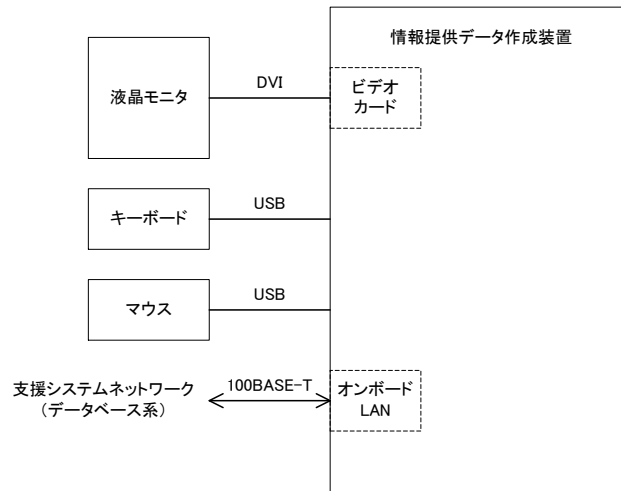 情報提供データ作成装置
液晶モニタ
DVI
ビデオ
カード
キーボード
USB
マウス
USB
支援システムネットワーク
(データベース系)
100BASE-T
オンボード
LAN